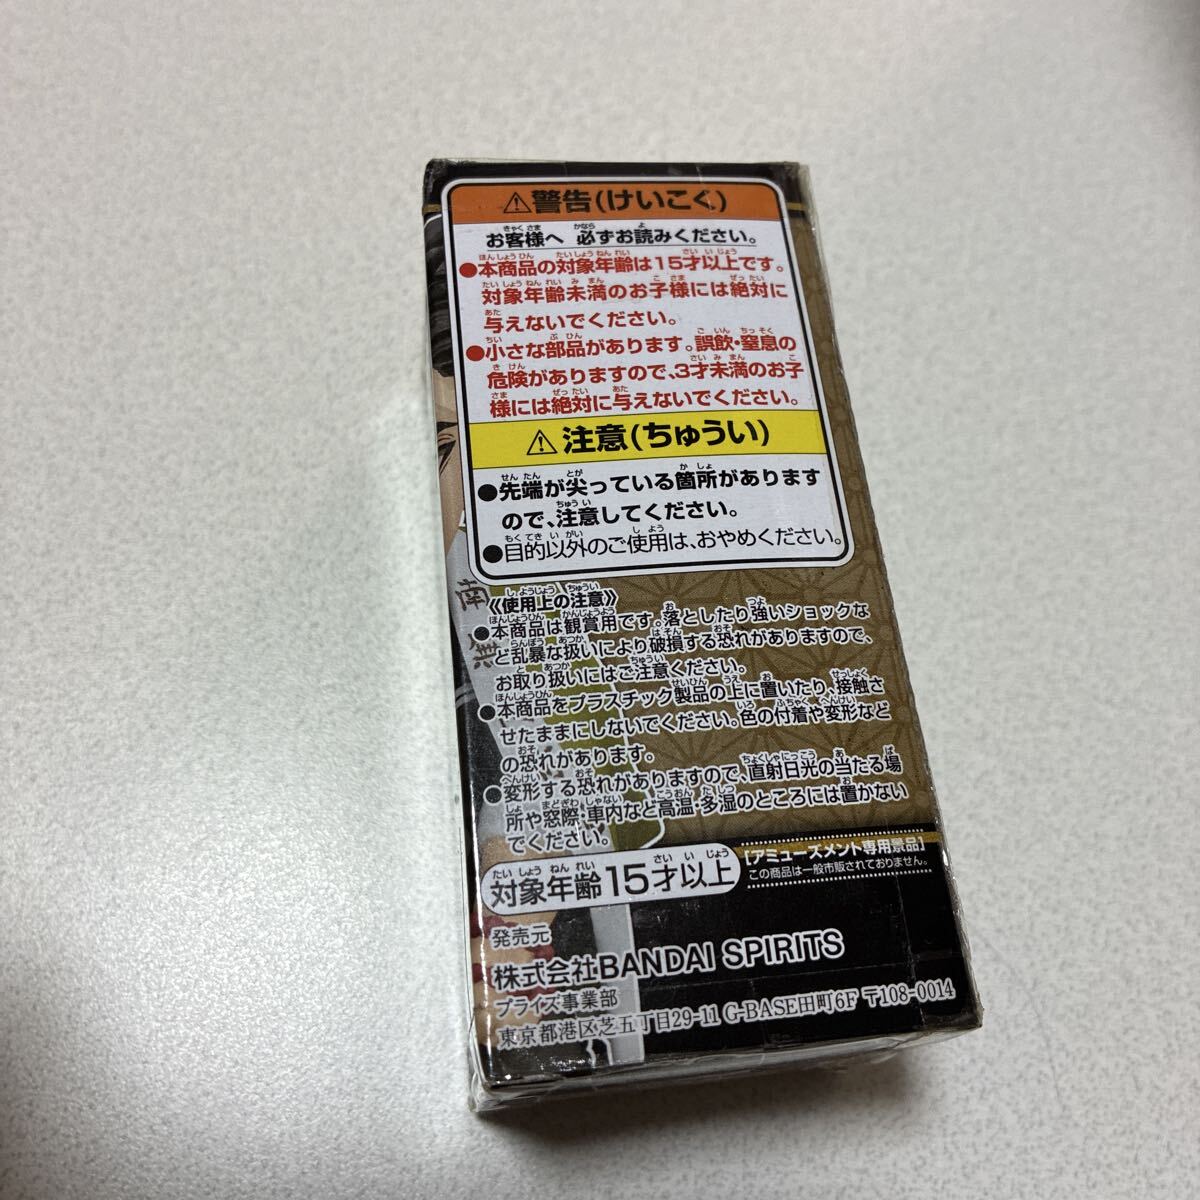 ⚠警告(けいこく)
お客様へ 必ずお読みください。
●本商品の対象年齢は15才以上です。
対象年齢未満のお子様には絶対に
与えないでください。
●小さな部品があります。誤飲・窒息の
危険がありますので、3才未満のお子
様には絶対に与えないでください。
⚠注意(ちゅうい)
●先端が尖っている箇所があります
ので、注意してください。
●目的以外のご使用は、おやめください。
《使用上の注意》
●本商品は観賞用です。落としたり強いショックな
ど乱暴な扱いにより破損する恐れがありますので、
お取り扱いにはご注意ください。
●本商品をプラスチック製品の上に置いたり、接触さ
せたままにしないでください。色の付着や変形など
の恐れがあります。
●変形する恐れがありますので、直射日光の当たる場
所や窓際・車内など高温・多湿のところには置かない
でください。
対象年齢15才以上
[アミューズメント専用景品]
この商品は一般市販されておりません。
発売元
株式会社BANDAI SPIRITS
プライズ事業部
東京都港区芝五丁目29-11 G-BASE田町6F 〒108-0014